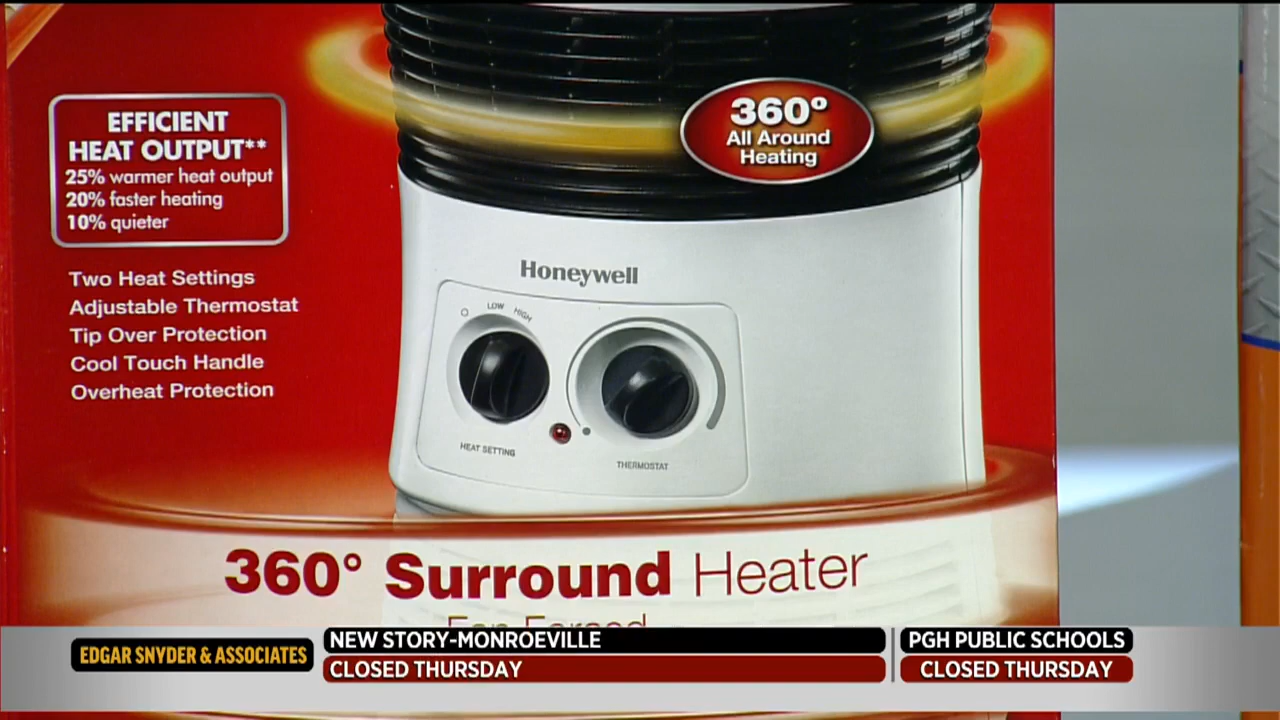 EFFICIENT
HEAT OUTPUT**
25% warmer heat output
20% faster heating
10% quieter
Two Heat Settings
Adjustable Thermostat
Tip Over Protection
Cool Touch Handle
Overheat Protection
360°
All Around
Heating
Honeywell
O LOW HIGH
HEAT SETTING
THERMOSTAT
360° Surround Heater
Fan Forced
EDGAR SNYDER & ASSOCIATES
NEW STORY-MONROEVILLE
CLOSED THURSDAY
PGH PUBLIC SCHOOLS
CLOSED THURSDAY